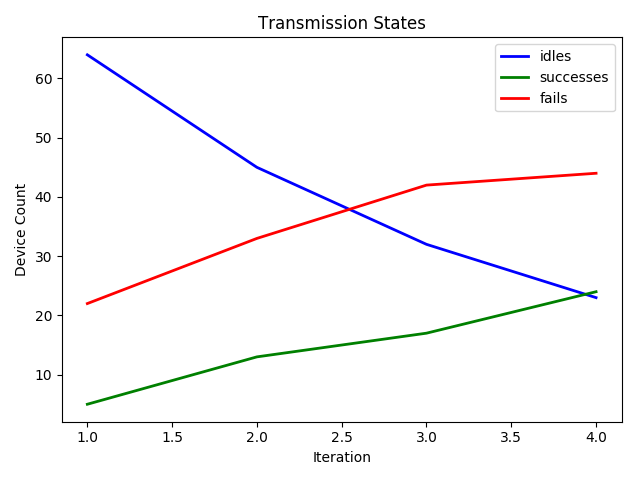 Transmission States
idles
successes
fails
Device Count
60
50
40
30
20
10
1.0 1.5 2.0 2.5 3.0 3.5 4.0
Iteration